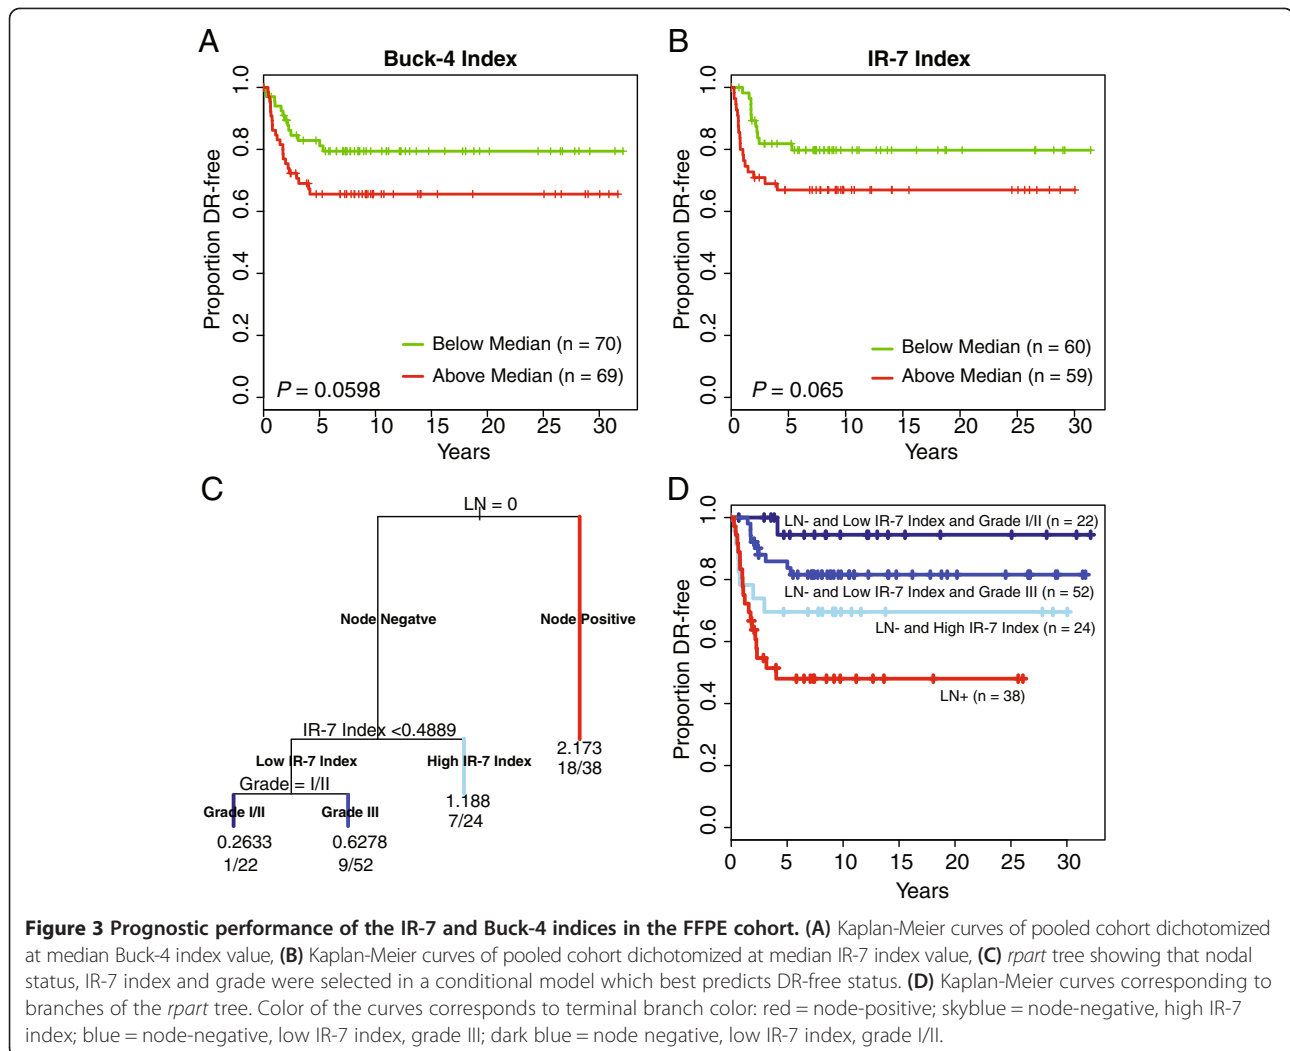 A
Buck-4 Index
Proportion DR-free
1.0
0.8
0.6
0.4
0.2
0.0
Below Median (n = 70)
Above Median (n = 69)
P = 0.0598
0 5 10 15 20 25 30
Years
B
IR-7 Index
Proportion DR-free
1.0
0.8
0.6
0.4
0.2
0.0
Below Median (n = 60)
Above Median (n = 59)
P = 0.065
0 5 10 15 20 25 30
Years
C
LN = 0
Node Negatve
Node Positive
IR-7 Index <0.4889
2.173
18/38
Low IR-7 Index
High IR-7 Index
Grade = I/II
1.188
7/24
Grade I/II
Grade III
0.2633
1/22
0.6278
9/52
D
Proportion DR-free
1.0
0.8
0.6
0.4
0.2
0.0
LN- and Low IR-7 Index and Grade I/II (n = 22)
LN- and Low IR-7 Index and Grade III (n = 52)
LN- and High IR-7 Index (n = 24)
LN+ (n = 38)
0 5 10 15 20 25 30
Years
Figure 3 Prognostic performance of the IR-7 and Buck-4 indices in the FFPE cohort. (A) Kaplan-Meier curves of pooled cohort dichotomized
at median Buck-4 index value, (B) Kaplan-Meier curves of pooled cohort dichotomized at median IR-7 index value, (C) rpart tree showing that nodal
status, IR-7 index and grade were selected in a conditional model which best predicts DR-free status. (D) Kaplan-Meier curves corresponding to
branches of the rpart tree. Color of the curves corresponds to terminal branch color: red = node-positive; skyblue = node-negative, high IR-7
index; blue = node-negative, low IR-7 index, grade III; dark blue = node negative, low IR-7 index, grade I/II.